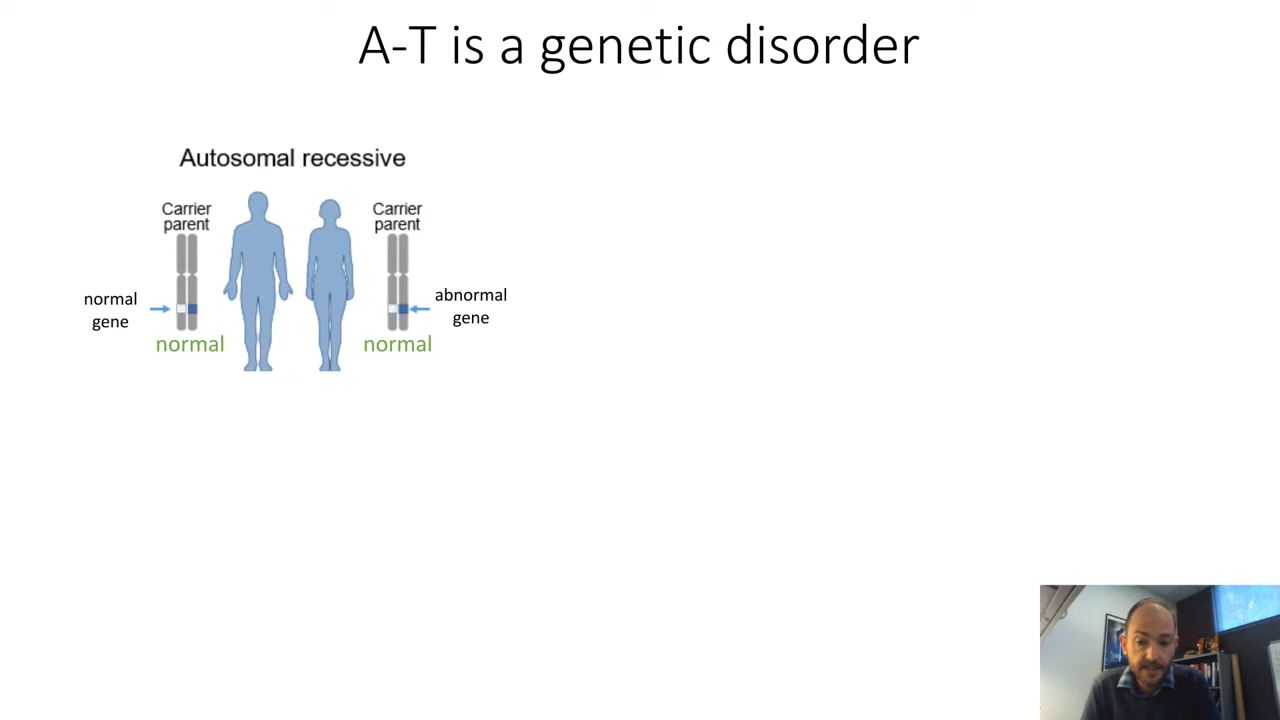 A-T is a genetic disorder
Autosomal recessive
Carrier
parent
Carrier
parent
normal
gene
abnormal
gene
normal
normal